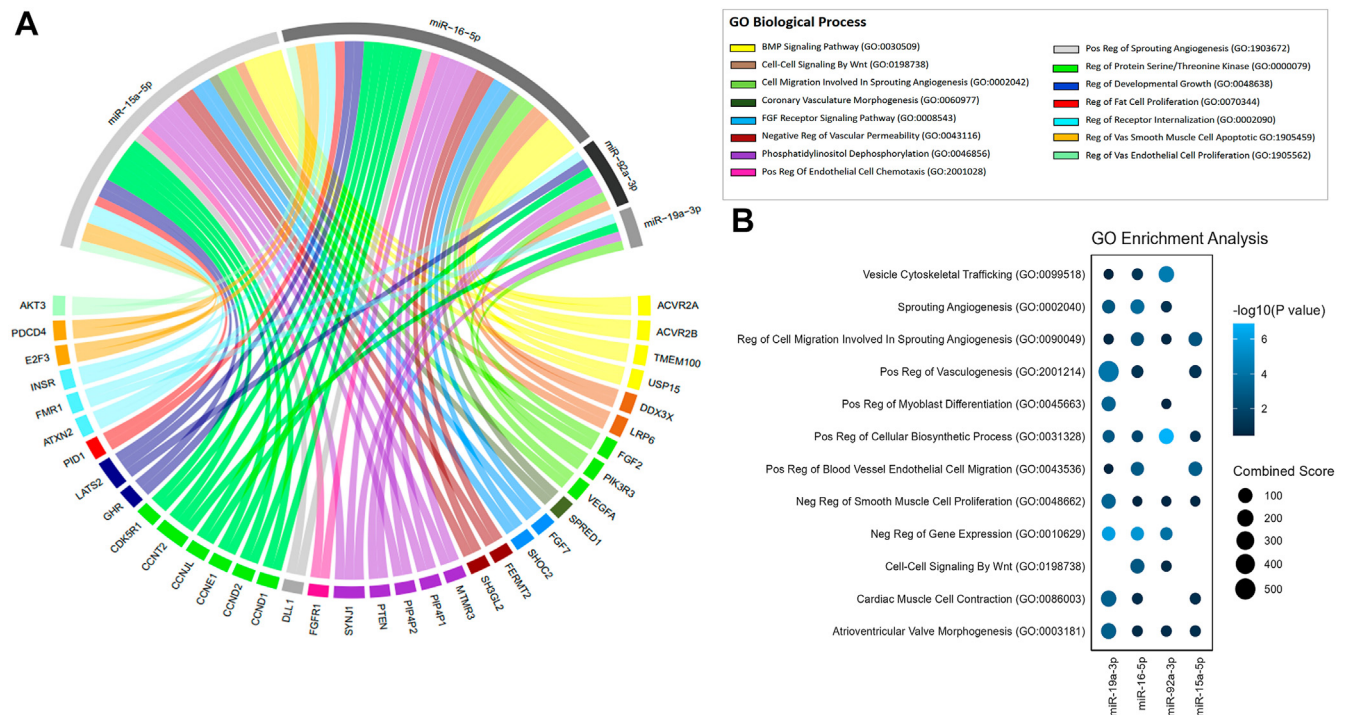 A
miR−15a−5p
miR−16−5p
miR−92a−3p
miR−19a−3p
AKT3
PDCD4
E2F3
INSR
FMR1
ATXN2
PID1
LATS2
GHR
CDK5R1
CCNT2
CCNJL
CCNE1
CCND2
CCND1
DLL1
FGFR1
SYNJ1
PTEN
PIP4P2
PIP4P1
MTMR3
SH3GL2
FERMT2
SHOC2
FGF7
SPRED1
VEGFA
PIK3R3
FGF2
LRP6
DDX3X
USP15
TMEM100
ACVR2B
ACVR2A
GO Biological Process
BMP Signaling Pathway (GO:0030509)
Cell-Cell Signaling By Wnt (GO:0198738)
Cell Migration Involved In Sprouting Angiogenesis (GO:0002042)
Coronary Vasculature Morphogenesis (GO:0060977)
FGF Receptor Signaling Pathway (GO:0008543)
Negative Reg of Vascular Permeability (GO:0043116)
Phosphatidylinositol Dephosphorylation (GO:0046856)
Pos Reg Of Endothelial Cell Chemotaxis (GO:2001028)
Pos Reg of Sprouting Angiogenesis (GO:1903672)
Reg of Protein Serine/Threonine Kinase (GO:0000079)
Reg of Developmental Growth (GO:0048638)
Reg of Fat Cell Proliferation (GO:0070344)
Reg of Receptor Internalization (GO:0002090)
Reg of Vas Smooth Muscle Cell Apoptotic GO:1905459)
Reg of Vas Endothelial Cell Proliferation (GO:1905562)
B
GO Enrichment Analysis
Vesicle Cytoskeletal Trafficking (GO:0099518)
Sprouting Angiogenesis (GO:0002040)
Reg of Cell Migration Involved In Sprouting Angiogenesis (GO:0090049)
Pos Reg of Vasculogenesis (GO:2001214)
Pos Reg of Myoblast Differentiation (GO:0045663)
Pos Reg of Cellular Biosynthetic Process (GO:0031328)
Pos Reg of Blood Vessel Endothelial Cell Migration (GO:0043536)
Neg Reg of Smooth Muscle Cell Proliferation (GO:0048662)
Neg Reg of Gene Expression (GO:0010629)
Cell-Cell Signaling By Wnt (GO:0198738)
Cardiac Muscle Cell Contraction (GO:0086003)
Atrioventricular Valve Morphogenesis (GO:0003181)
miR-19a-3p
miR-16-5p
miR-92a-3p
miR-15a-5p
-log10(P value)
6
4
2
Combined Score
100
200
300
400
500